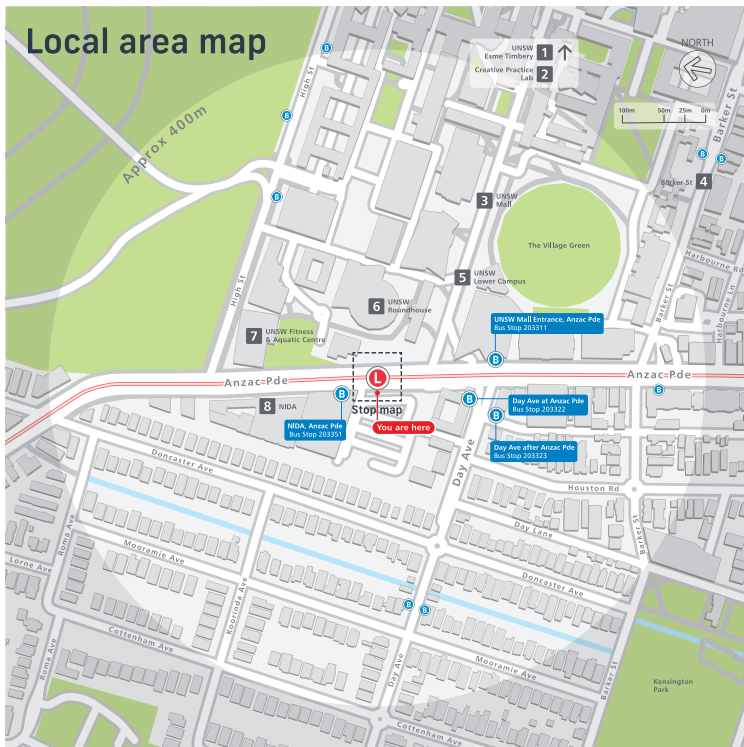 Local area map
NORTH
UNSW
Esme Timbery
1
Creative Practice
Lab
2
100m 50m 25m 0m
High St
Approx 400m
B
B
B
B
B
Barker St
Barker St
4
3
UNSW
Mall
The Village Green
Harbourne Rd
Harbourne Ln
High St
5
UNSW
Lower Campus
6
UNSW
Roundhouse
Barker St
7
UNSW Fitness
& Aquatic Centre
UNSW Mall Entrance, Anzac Pde
Bus Stop 203311
B
Anzac Pde
L
Anzac Pde
B
Stop map
8
NIDA
B
B
Day Ave at Anzac Pde
Bus Stop 203322
B
You are here
NIDA, Anzac Pde
Bus Stop 203351
Day Ave after Anzac Pde
Bus Stop 203323
Doncaster Ave
Day Ave
Houston Rd
Roma Ave
Day Lane
Barker St
Mooramie Ave
Lorne Ave
Doncaster Ave
Koorinda Ave
B
B
Cottenham Ave
Roma Ave
Day Ave
Mooramie Ave
Barker St
Kensington
Park
Cottenham Ave